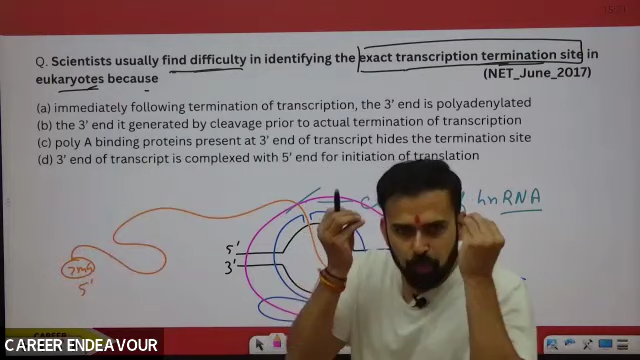 Q. Scientists usually find difficulty in identifying the exact transcription termination site in
eukaryotes because
(NET_June_2017)
(a) immediately following termination of transcription, the 3' end is polyadenylated
(b) the 3' end it generated by cleavage prior to actual termination of transcription
(c) poly A binding proteins present at 3' end of transcript hides the termination site
(d) 3' end of transcript is complexed with 5' end for initiation of translation
hnRNA
5'
3'
7mG
5'
CAREER ENDEAVOUR